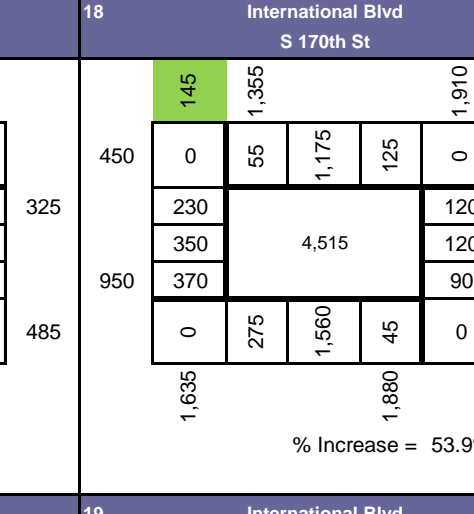 18 International Blvd
S 170th St
145 1,355 1,910
450 0 55 1,175 125 0
325 230 120
350 4,515 120
950 370 90
485 0 275 1,560 45 0
1,635 1,880
% Increase = 53.9
19 International Blvd